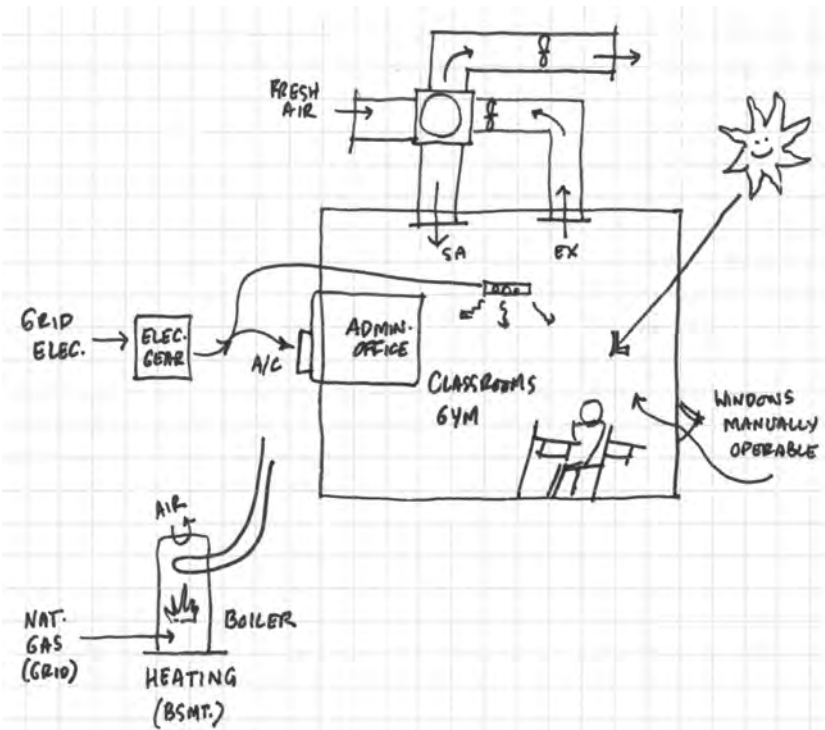 FRESH
AIR
SA
EX
GRID
ELEC.
ELEC.
GEAR
A/C
ADMIN.
OFFICE
CLASSROOMS
GYM
WINDOWS
MANUALLY
OPERABLE
AIR
NAT.
GAS
(GRID)
BOILER
HEATING
(BSMT.)